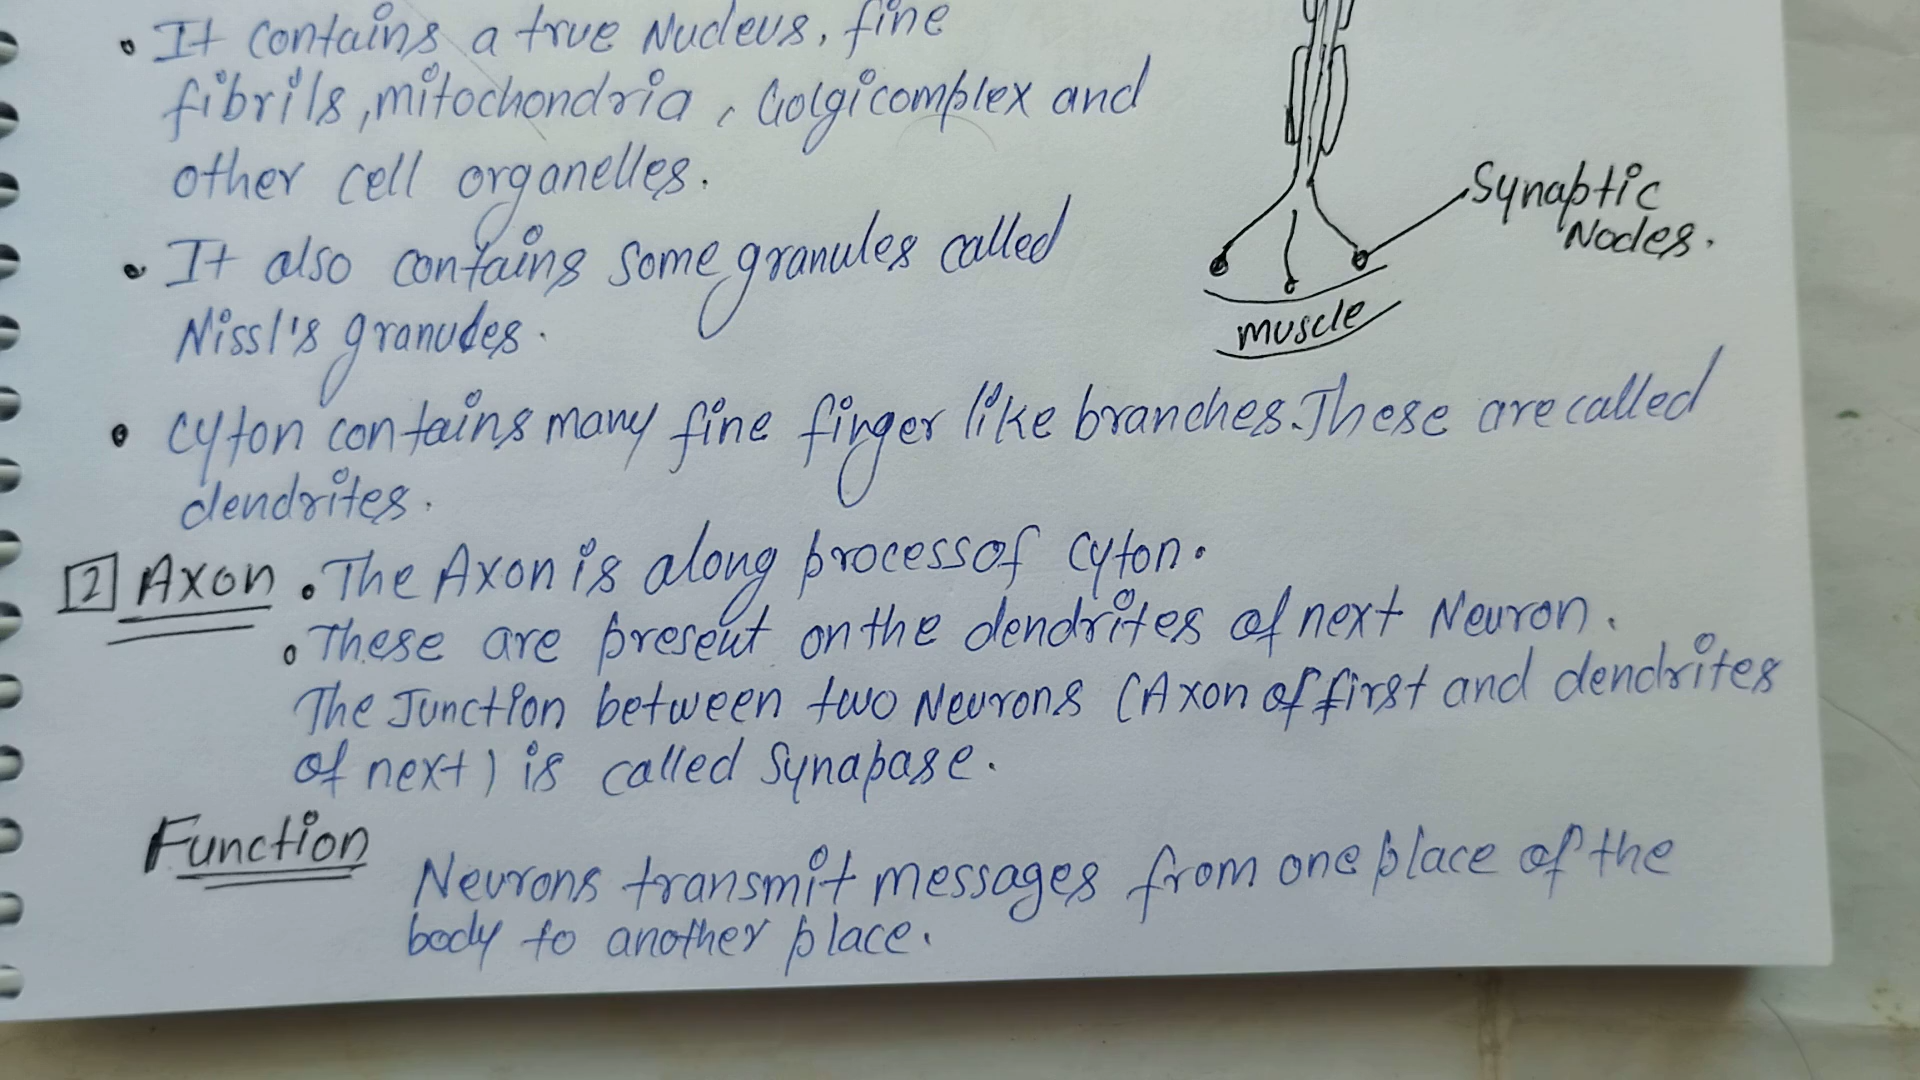 • It contains a true Nucleus, fine
fibrils, mitochondria, Golgicomplex and
other cell organelles.
• It also contains some granules called
Nissl's granules.
Synaptic
Nodes.
muscle
• Cyton contains many fine finger like branches. These are called
dendrites.
2 Axon • The Axon is along process of Cyton.
• These are present on the dendrites of next Neuron.
The Junction between two Neurons (Axon of first and dendrites
of next) is called Synapase.
Function
Neurons transmit messages from one place of the
body to another place.